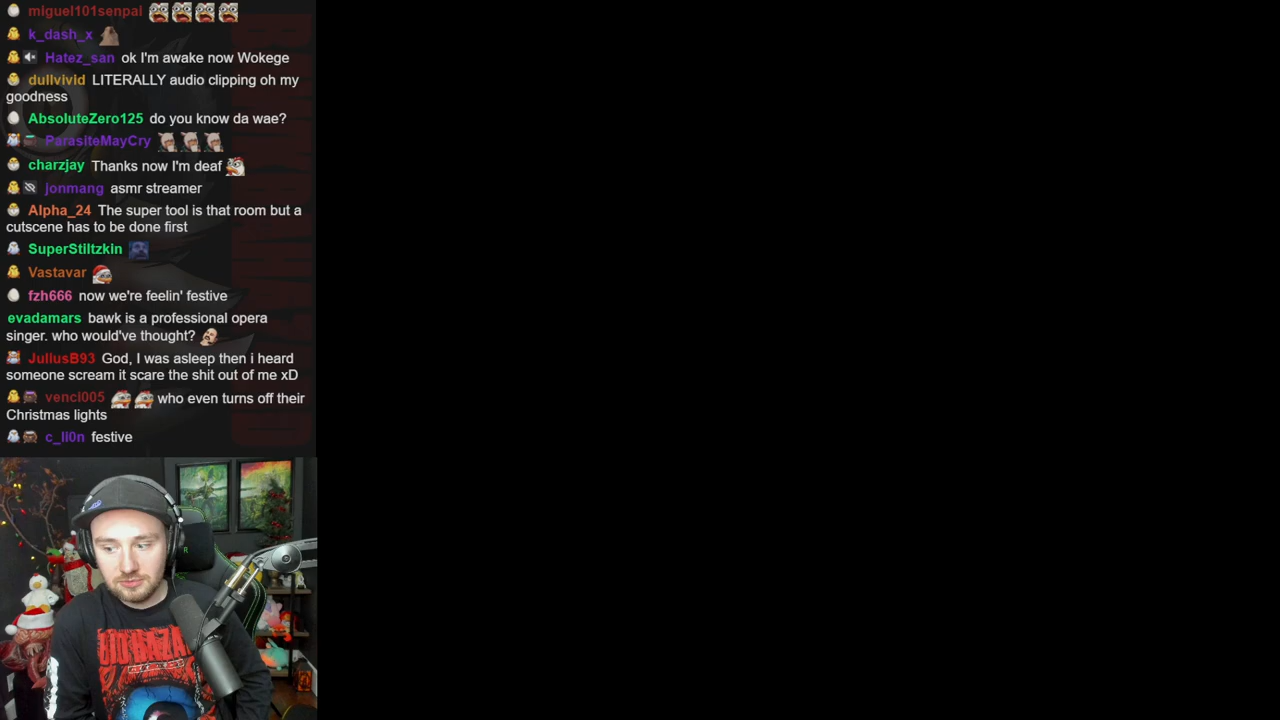 miguel101senpai
k_dash_x
Hatez_san ok I'm awake now Wokege
dullvivid LITERALLY audio clipping oh my
goodness
AbsoluteZero125 do you know da wae?
ParasiteMayCry
charzjay Thanks now I'm deaf
jonmang asmr streamer
Alpha_24 The super tool is that room but a
cutscene has to be done first
SuperStiltzkin
Vastavar
fzh666 now we're feelin' festive
evadamars bawk is a professional opera
singer. who would've thought?
JuliusB93 God, I was asleep then i heard
someone scream it scare the shit out of me xD
venci005 who even turns off their
Christmas lights
c_li0n festive